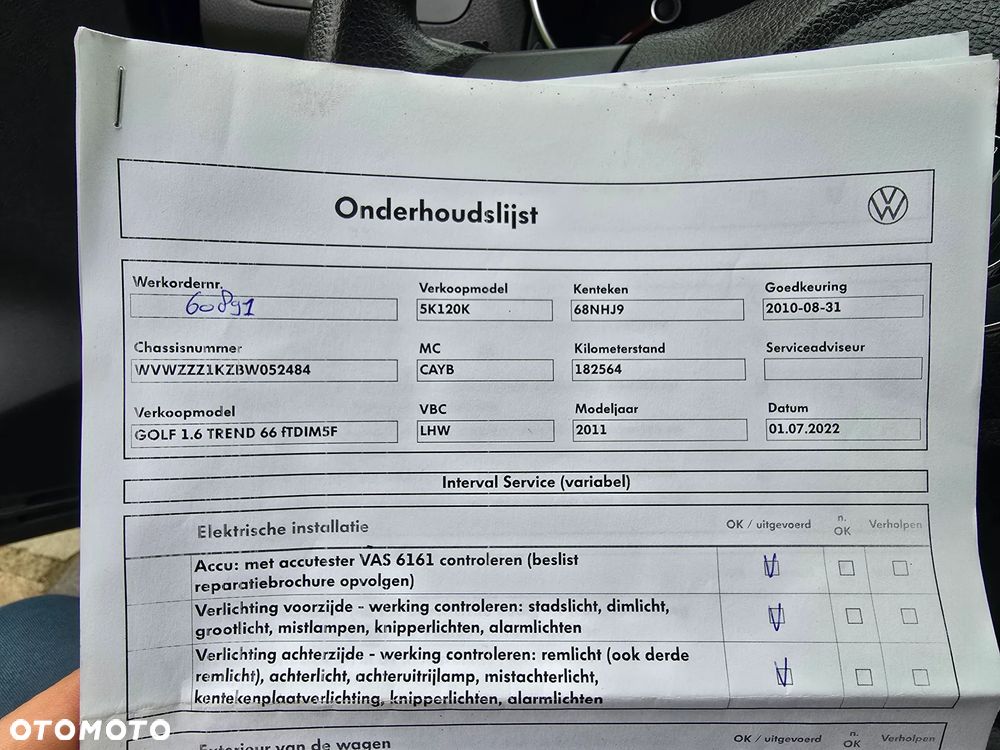 Onderhoudslijst
Werkordernr. Verkoopmodel Kenteken Goedkeuring
60891 5K120K 68NHJ9 2010-08-31
Chassisnummer MC Kilometerstand Serviceadviseur
WVWZZZ1KZBW052484 CAYB 182564
Verkoopmodel VBC Modeljaar Datum
GOLF 1.6 TREND 66 fTDIM5F LHW 2011 01.07.2022
Interval Service (variabel)
Elektrische installatie OK / uitgevoerd n. OK Verholpen
Accu: met accutester VAS 6161 controleren (beslist
reparatiebrochure opvolgen)
Verlichting voorzijde - werking controleren: stadslicht, dimlicht,
grootlicht, mistlampen, knipperlichten, alarmlichten
Verlichting achterzijde - werking controleren: remlicht (ook derde
remlicht), achterlicht, achteruitrijlamp, mistachterlicht,
kentekenplaatverlichting, knipperlichten, alarmlichten
Exterieur van de wagen OK / uitgevoerd n. OK Verholpen
OTOMOTO